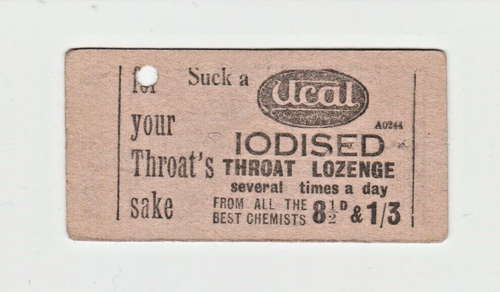 for
your
Throat's
sake
Suck a
Ucal
A0244
IODISED
THROAT LOZENGE
several times a day
FROM ALL THE
BEST CHEMISTS 8½D & 1/3